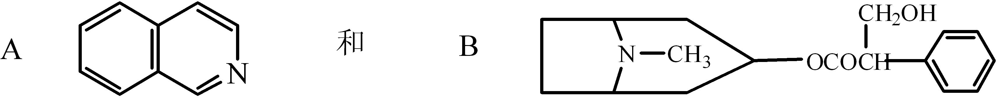 A N 和 B N—CH₃ OCOCH CH₂OH